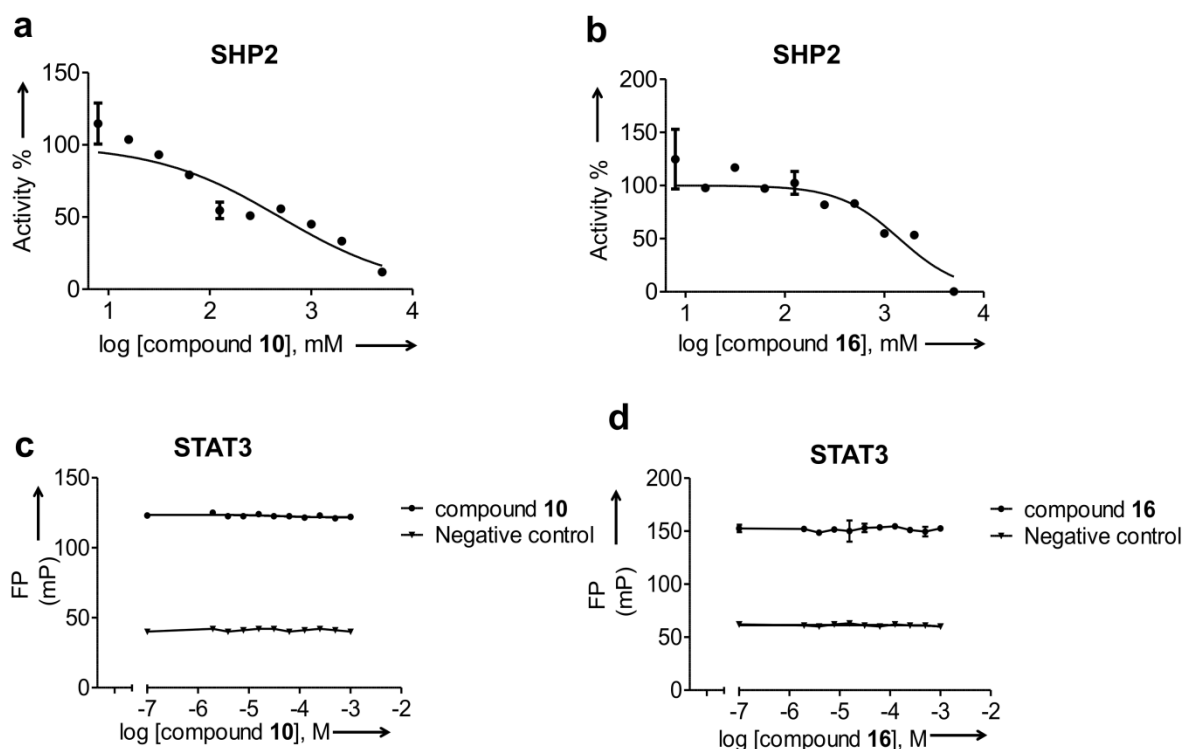 a
SHP2
150
100
50
0
Activity %
1 2 3 4
log [compound 10], mM
b
SHP2
200
150
100
50
0
Activity %
1 2 3 4
log [compound 16], mM
c
STAT3
150
100
50
0
FP
(mP)
-7 -6 -5 -4 -3 -2
log [compound 10], M
compound 10
Negative control
d
STAT3
200
150
100
50
0
FP
(mP)
-7 -6 -5 -4 -3 -2
log [compound 16], M
compound 16
Negative control